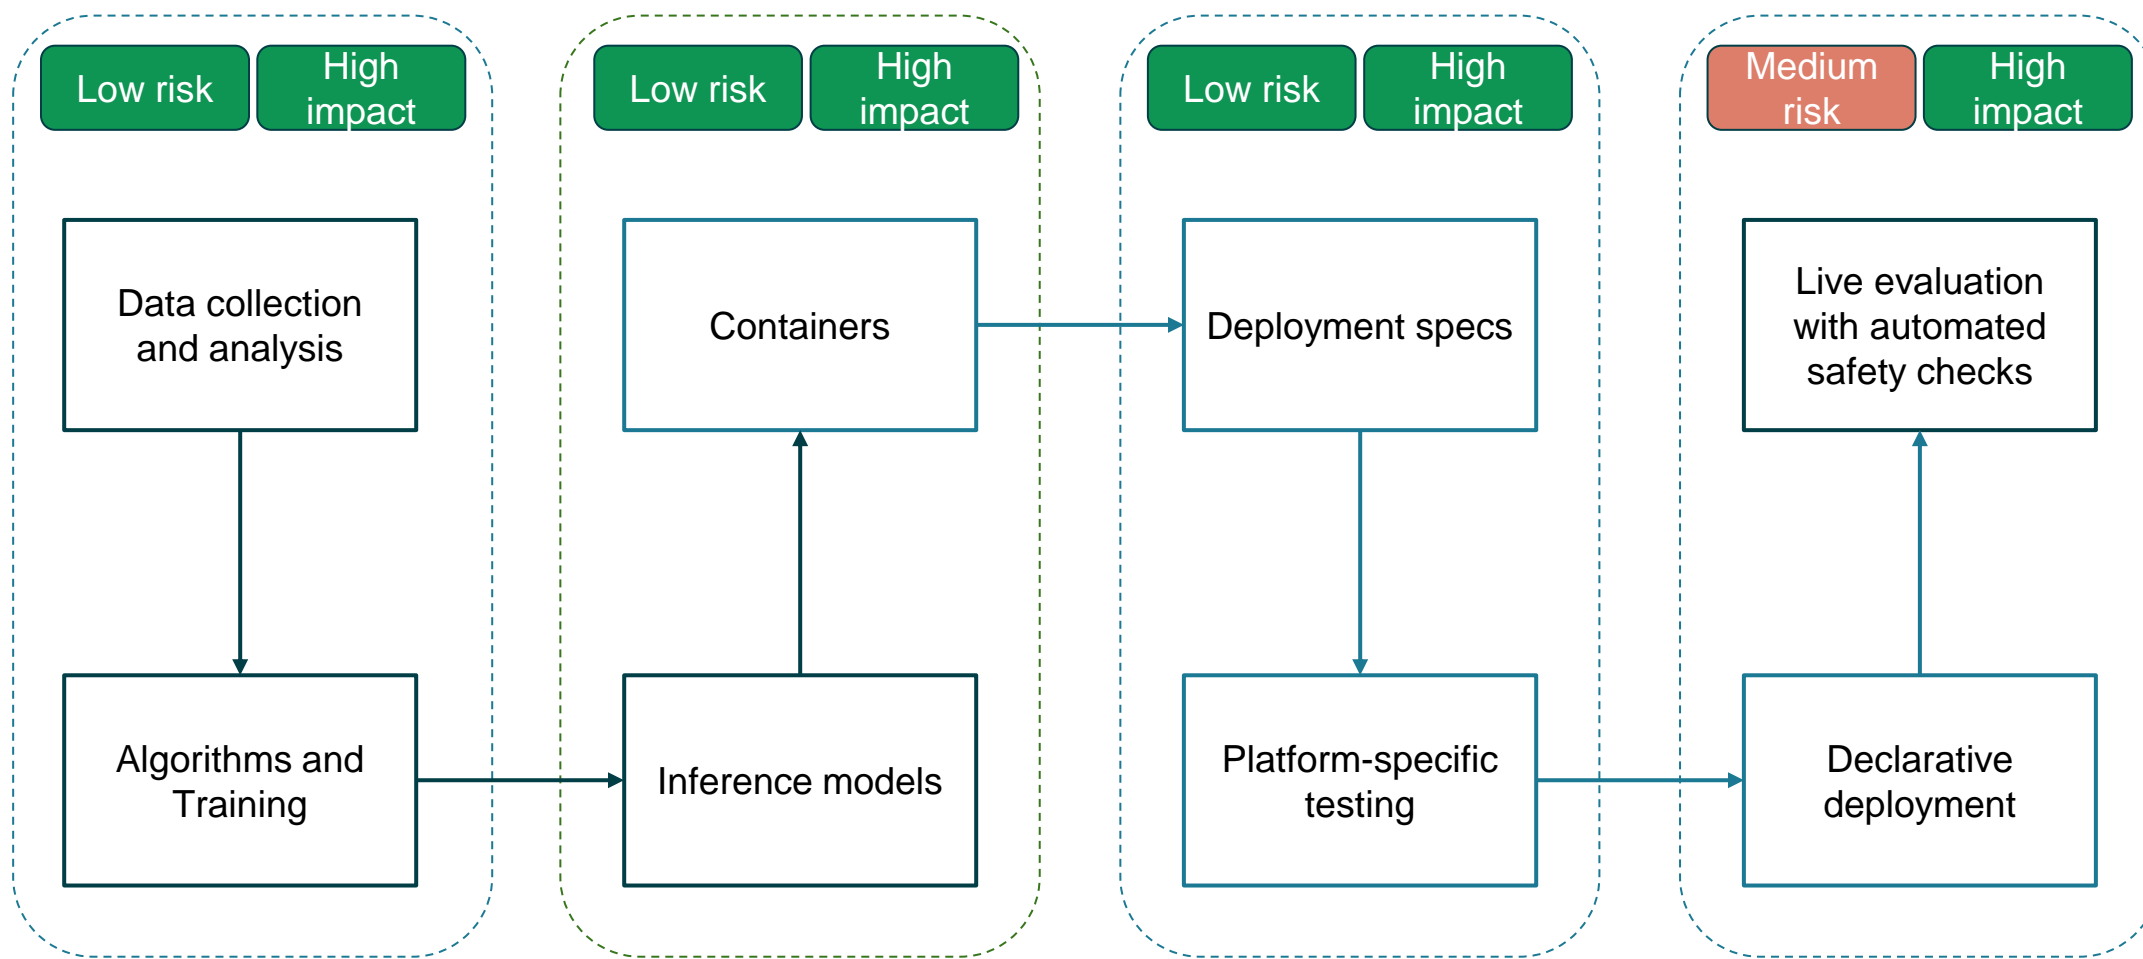 Low risk
High
impact
Low risk
High
impact
Low risk
High
impact
Medium
risk
High
impact
Data collection
and analysis
Containers
Deployment specs
Live evaluation
with automated
safety checks
Algorithms and
Training
Inference models
Platform-specific
testing
Declarative
deployment